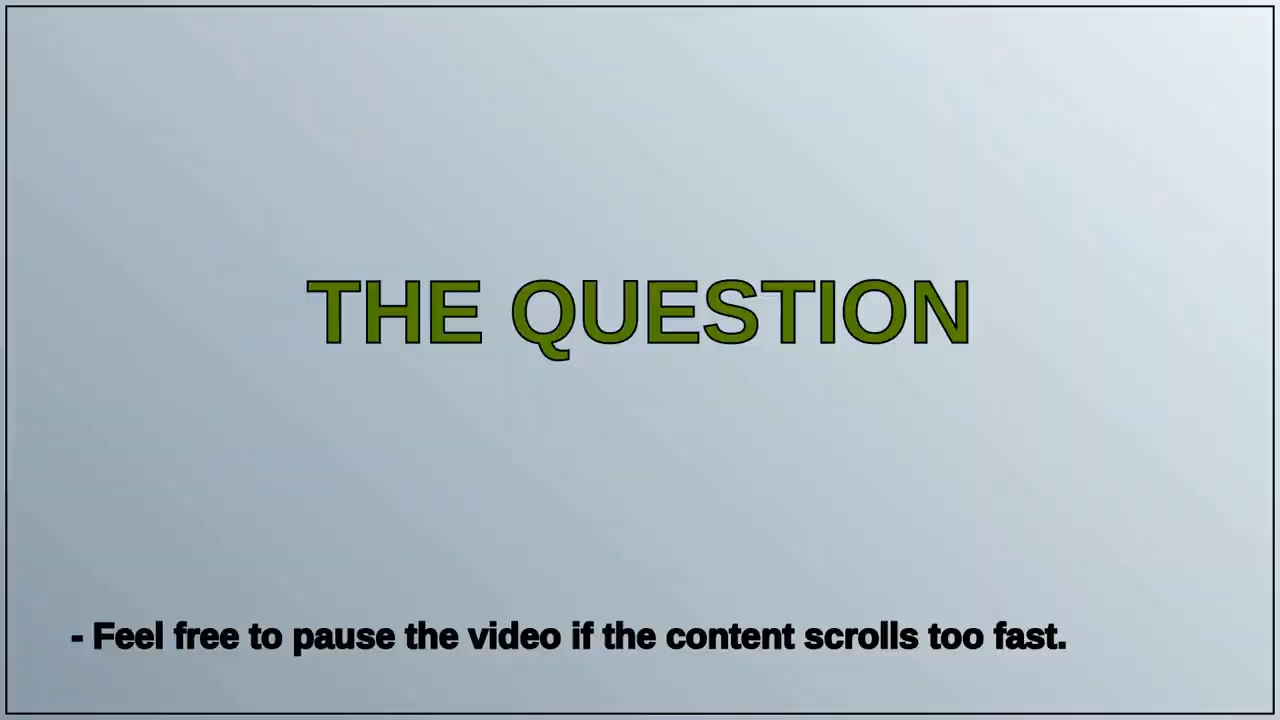 THE QUESTION
- Feel free to pause the video if the content scrolls too fast.